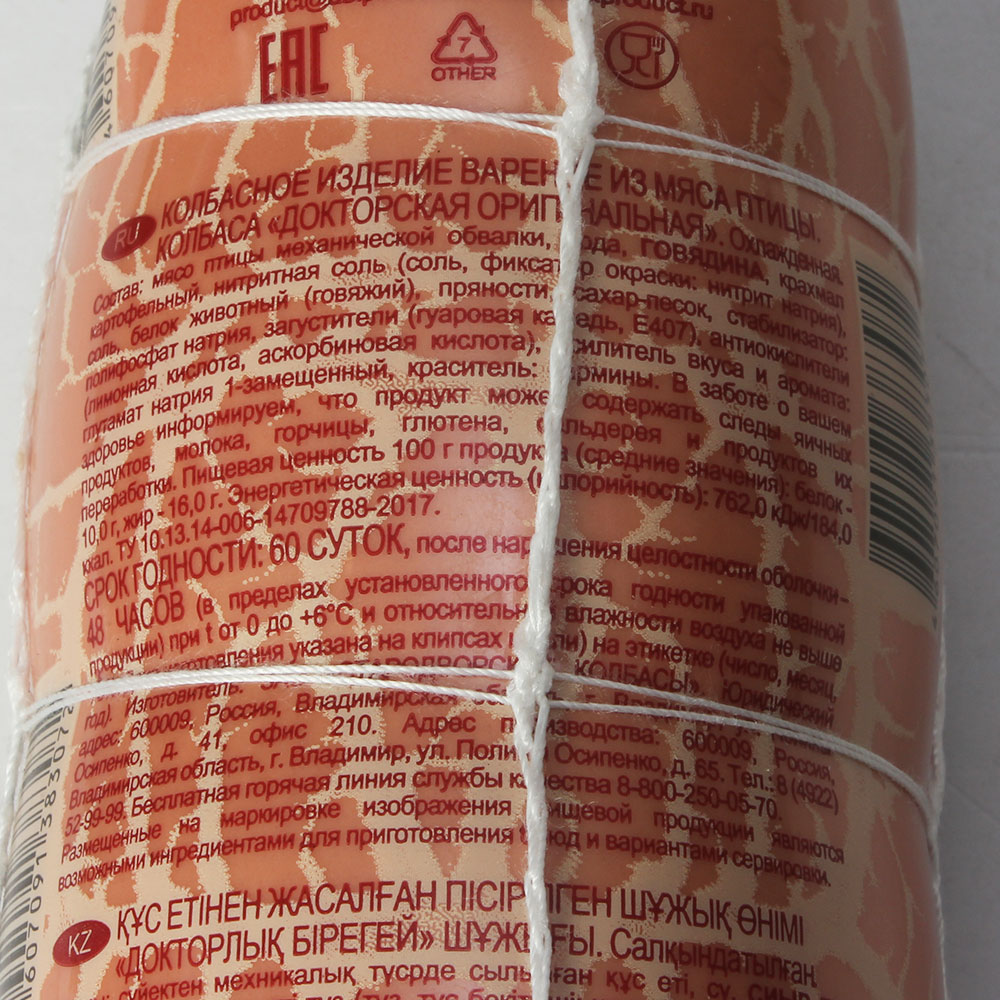 EAC
7
OTHER
RU КОЛБАСНОЕ ИЗДЕЛИЕ ВАРЕНОЕ ИЗ МЯСА ПТИЦЫ.
КОЛБАСА «ДОКТОРСКАЯ ОРИГИНАЛЬНАЯ». Охлажденная.
Состав: мясо птицы механической обвалки, вода, говядина, крахмал
картофельный, нитритная соль (соль, фиксатор окраски: нитрит натрия),
соль, белок животный (говяжий), пряности, сахар-песок, стабилизатор:
полифосфат натрия, загустители (гуаровая камедь, Е407), антиокислители
(лимонная кислота, аскорбиновая кислота), усилитель вкуса и аромата:
глутамат натрия 1-замещенный, краситель: кармины. В заботе о вашем
здоровье информируем, что продукт может содержать следы яичных
продуктов, молока, горчицы, глютена, сельдерея и продуктов их
переработки. Пищевая ценность 100 г продукта (средние значения): белок -
10,0 г, жир - 16,0 г. Энергетическая ценность (калорийность): 762,0 кДж/184,0
ккал. ТУ 10.13.14-006-14709788-2017.
СРОК ГОДНОСТИ: 60 СУТОК, после нарушения целостности оболочки–
48 ЧАСОВ (в пределах установленного срока годности упакованной
продукции) при t от 0 до +6°С и относительной влажности воздуха не выше
изготовления указана на клипсах (или) на этикетке (число, месяц,
год). Изготовитель: КОЛБАСЫ». Юридический
адрес: 600009, Россия, Владимирская
Осипенко, д. 41, офис 210. Адрес производства: 600009, Россия,
Владимирская область, г. Владимир, ул. Полины Осипенко, д. 65. Тел.: 8 (4922)
52-99-99. Бесплатная горячая линия службы качества 8-800-250-05-70.
Размещенные на маркировке изображения пищевой продукции являются
возможными ингредиентами для приготовления блюд и вариантами сервировки.
KZ ҚҰС ЕТІНЕН ЖАСАЛҒАН ПІСІРІЛГЕН ШҰЖЫҚ ӨНІМІ
«ДОКТОРЛЫҚ БІРЕГЕЙ» ШҰЖЫҒЫ. Салқындатылған.
сүйектен мехникалық түсрде сылынған құс еті, су,